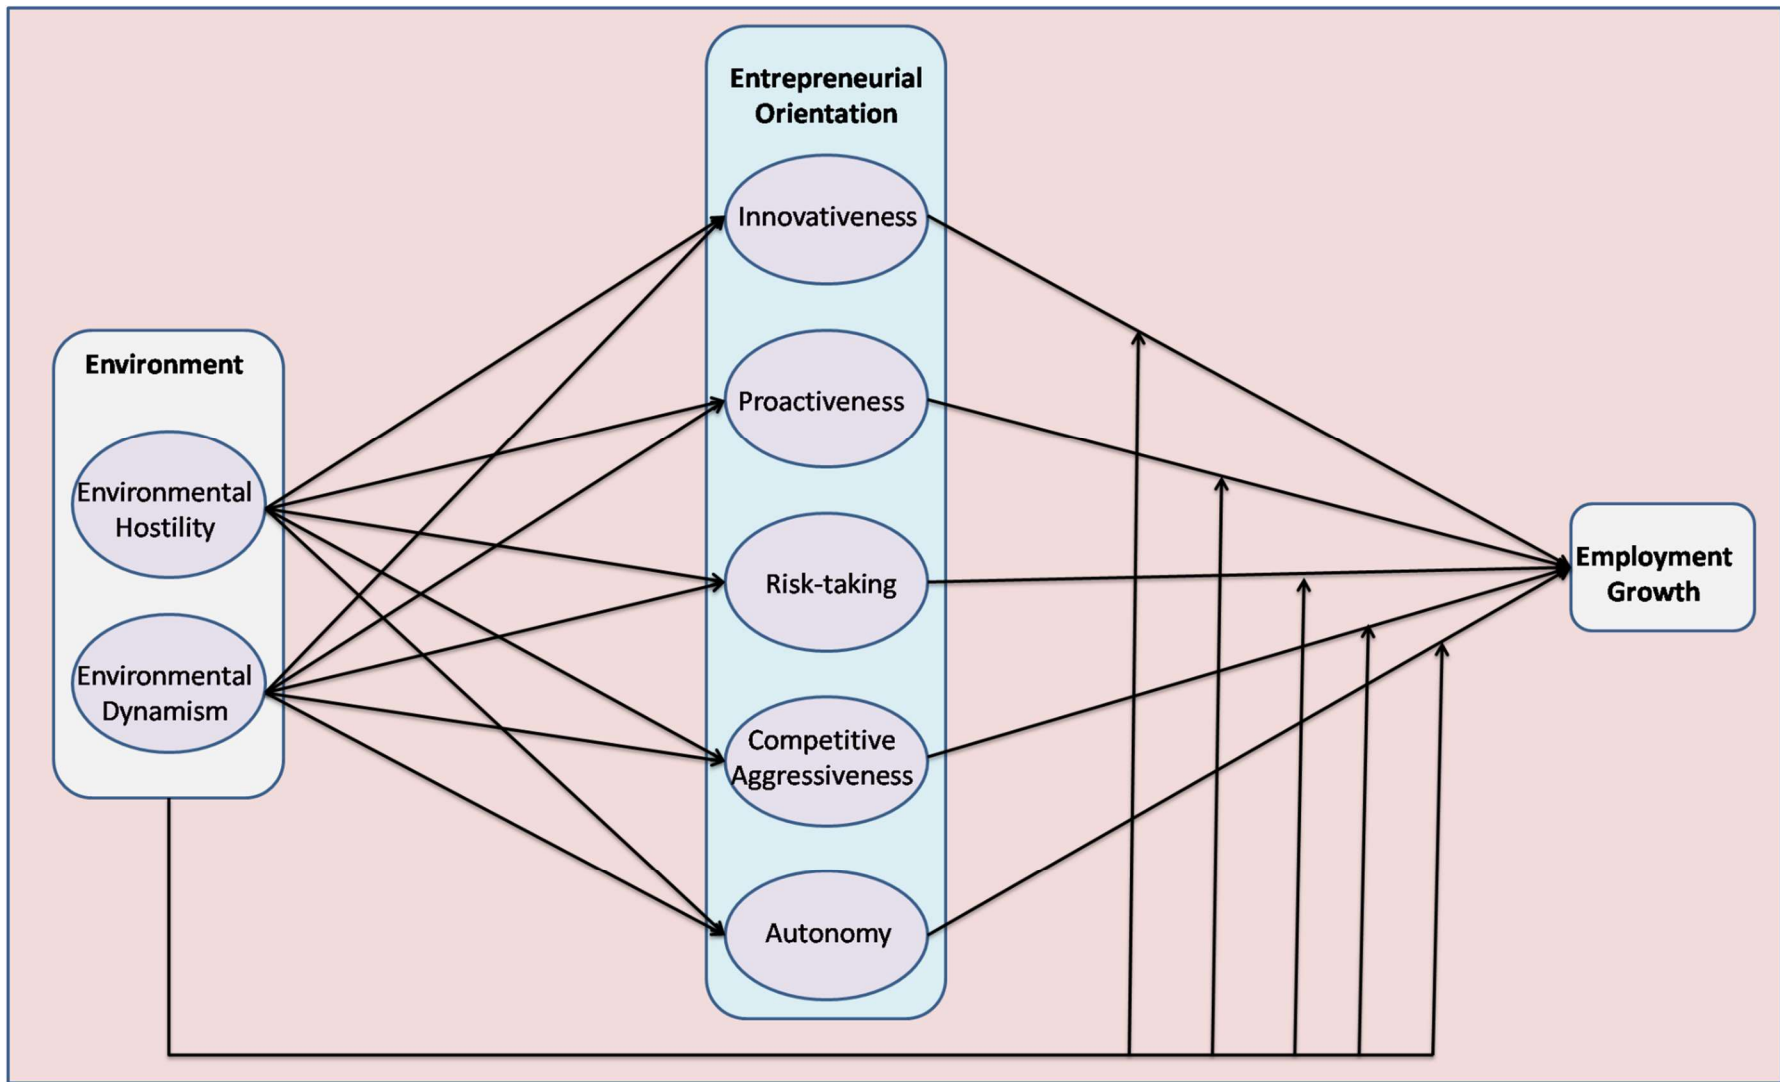 Environment
Environmental
Hostility
Environmental
Dynamism
Entrepreneurial
Orientation
Innovativeness
Proactiveness
Risk-taking
Competitive
Aggressiveness
Autonomy
Employment
Growth